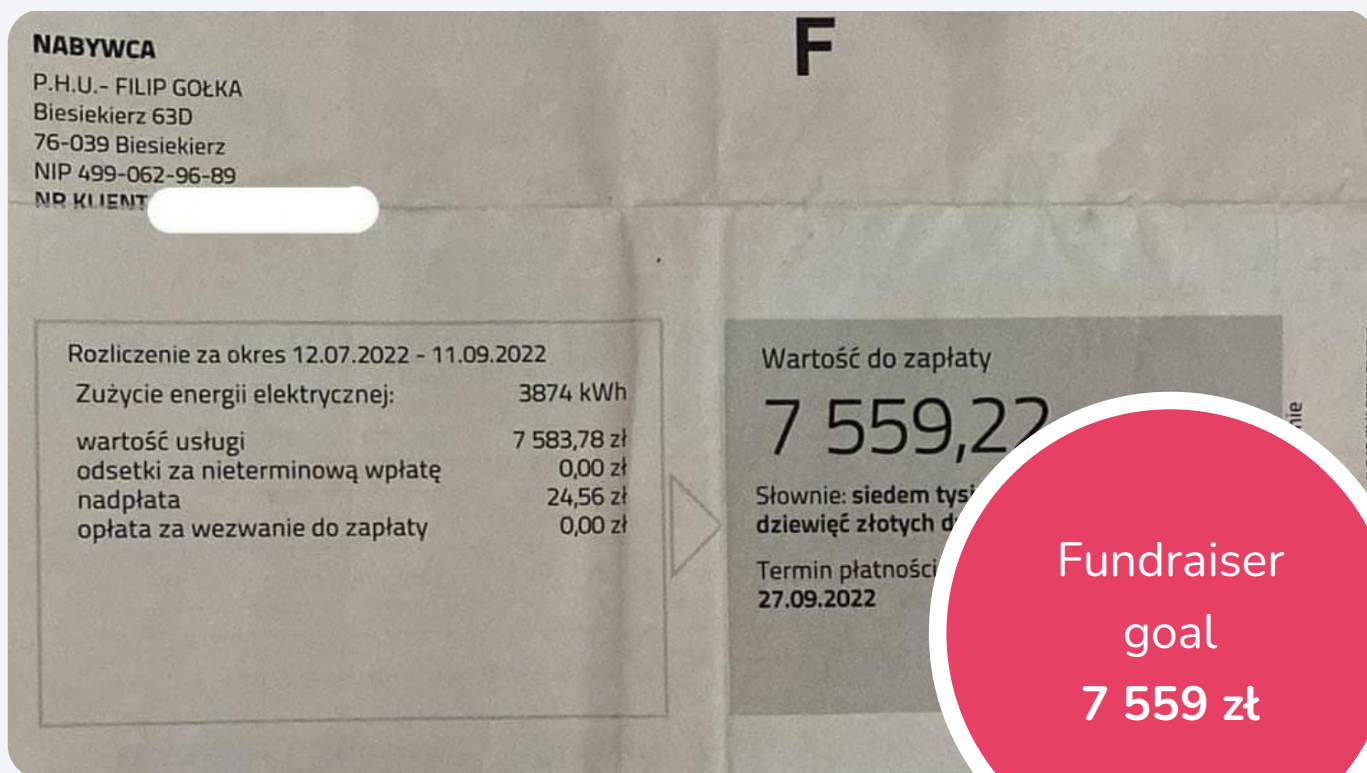 NABYWCA
P.H.U.- FILIP GOŁKA
Biesiekierz 63D
76-039 Biesiekierz
NIP 499-062-96-89
NR KLIENT
F
Rozliczenie za okres 12.07.2022 - 11.09.2022
Zużycie energii elektrycznej: 3874 kWh
wartość usługi 7 583,78 zł
odsetki za nieterminową wpłatę 0,00 zł
nadpłata 24,56 zł
opłata za wezwanie do zapłaty 0,00 zł
Wartość do zapłaty
7 559,22
Słownie: siedem tysi
dziewięć złotych d
Termin płatności
27.09.2022
Fundraiser
goal
7 559 zł